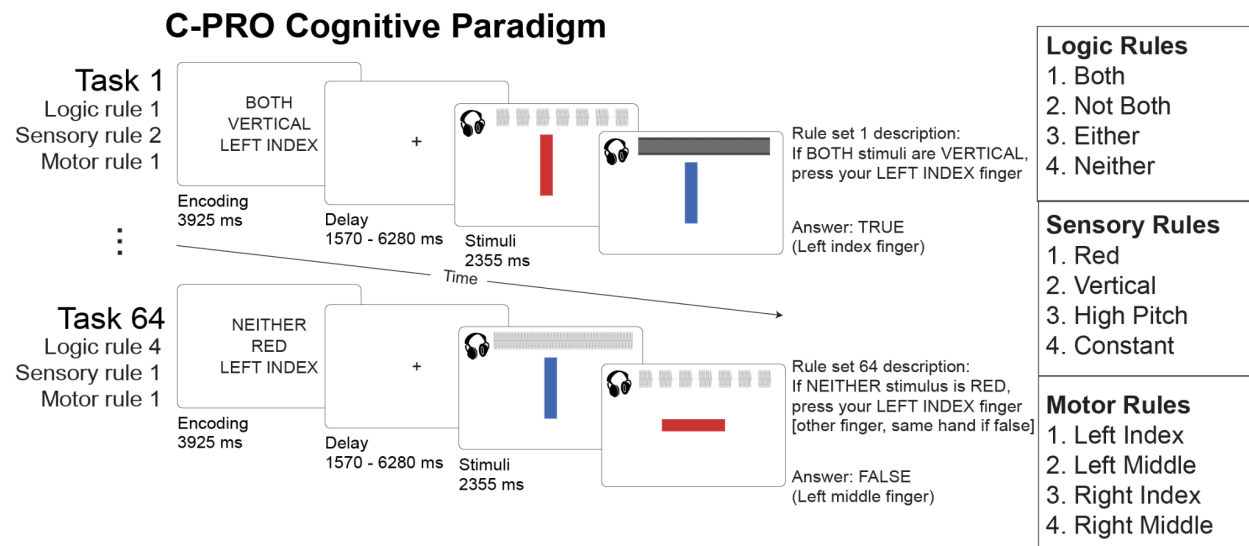 C-PRO Cognitive Paradigm
Task 1
Logic rule 1
Sensory rule 2
Motor rule 1
BOTH
VERTICAL
LEFT INDEX
Encoding
3925 ms
+
Delay
1570 - 6280 ms
Stimuli
2355 ms
Rule set 1 description:
If BOTH stimuli are VERTICAL,
press your LEFT INDEX finger
Answer: TRUE
(Left index finger)
Time
Task 64
Logic rule 4
Sensory rule 1
Motor rule 1
NEITHER
RED
LEFT INDEX
Encoding
3925 ms
+
Delay
1570 - 6280 ms
Stimuli
2355 ms
Rule set 64 description:
If NEITHER stimulus is RED,
press your LEFT INDEX finger
[other finger, same hand if false]
Answer: FALSE
(Left middle finger)
Logic Rules
1. Both
2. Not Both
3. Either
4. Neither
Sensory Rules
1. Red
2. Vertical
3. High Pitch
4. Constant
Motor Rules
1. Left Index
2. Left Middle
3. Right Index
4. Right Middle